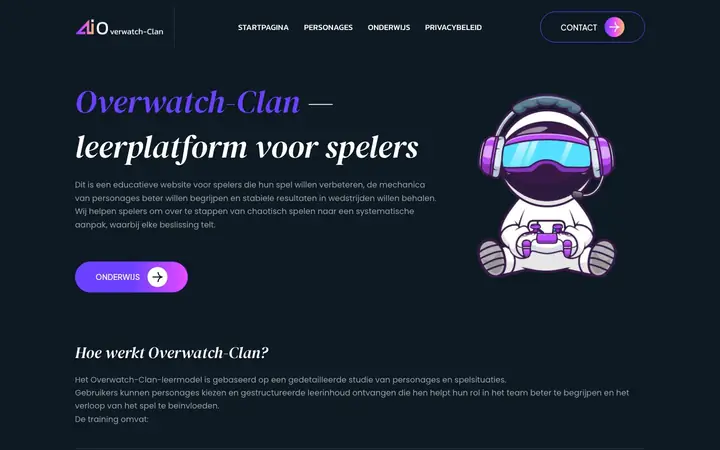 Ai Overwatch-Clan
STARTPAGINA PERSONAGES ONDERWIJS PRIVACYBELEID
CONTACT
Overwatch-Clan —
leerplatform voor spelers
Dit is een educatieve website voor spelers die hun spel willen verbeteren, de mechanica
van personages beter willen begrijpen en stabiele resultaten in wedstrijden willen behalen.
Wij helpen spelers om over te stappen van chaotisch spelen naar een systematische
aanpak, waarbij elke beslissing telt.
ONDERWIJS
Hoe werkt Overwatch-Clan?
Het Overwatch-Clan-leermodel is gebaseerd op een gedetailleerde studie van personages en spelsituaties.
Gebruikers kunnen personages kiezen en gestructureerde leerinhoud ontvangen die hen helpt hun rol in het team beter te begrijpen en het
verloop van het spel te beïnvloeden.
De training omvat: